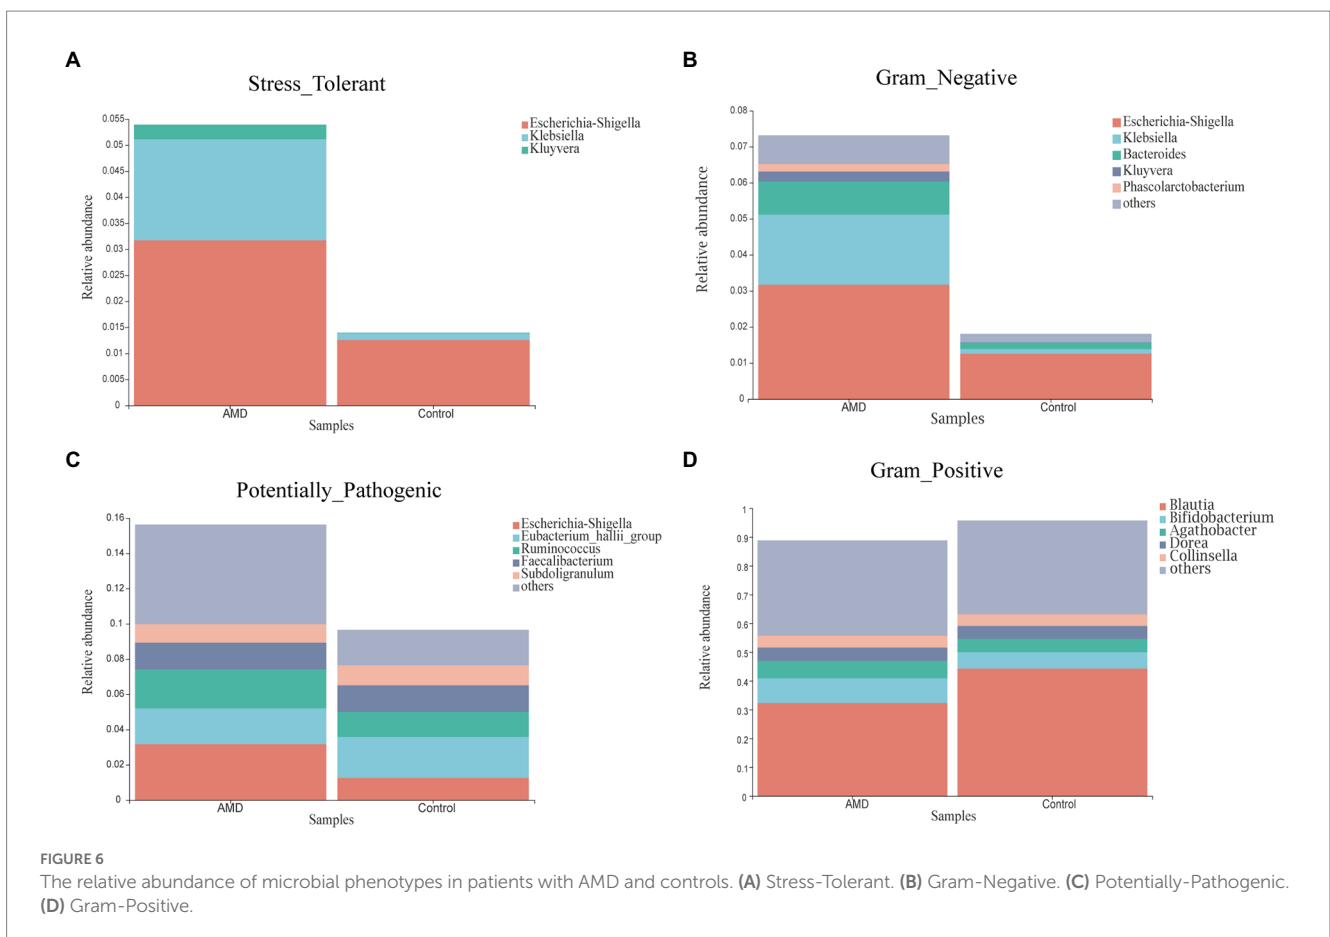 A
Stress_Tolerant
Escherichia-Shigella
Klebsiella
Kluyvera
0.055
0.05
0.045
0.04
0.035
0.03
0.025
0.02
0.015
0.01
0.005
0
Relative abundance
AMD
Control
Samples
B
Gram_Negative
Escherichia-Shigella
Klebsiella
Bacteroides
Kluyvera
Phascolarctobacterium
others
0.08
0.07
0.06
0.05
0.04
0.03
0.02
0.01
0
Relative abundance
AMD
Control
Samples
C
Potentially_Pathogenic
Escherichia-Shigella
Eubacterium_hallii_group
Ruminococcus
Faecalibacterium
Subdoligranulum
others
0.16
0.14
0.12
0.1
0.08
0.06
0.04
0.02
0
Relative abundance
AMD
Control
Samples
D
Gram_Positive
Blautia
Bifidobacterium
Agathobacter
Dorea
Collinsella
others
1
0.9
0.8
0.7
0.6
0.5
0.4
0.3
0.2
0.1
0
Relative abundance
AMD
Control
Samples
FIGURE 6
The relative abundance of microbial phenotypes in patients with AMD and controls. (A) Stress-Tolerant. (B) Gram-Negative. (C) Potentially-Pathogenic.
(D) Gram-Positive.